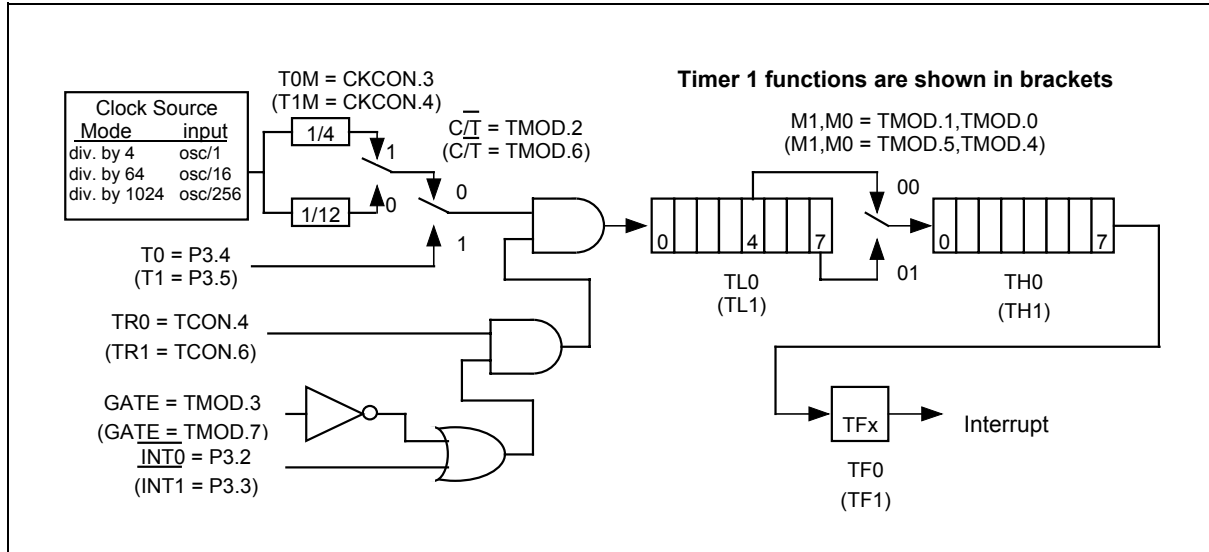 T0M = CKCON.3
(T1M = CKCON.4)
Timer 1 functions are shown in brackets
Clock Source
Mode input
div. by 4 osc/1
div. by 64 osc/16
div. by 1024 osc/256
1/4
1/12
1
0
C/T = TMOD.2
(C/T = TMOD.6)
0
1
M1,M0 = TMOD.1,TMOD.0
(M1,M0 = TMOD.5,TMOD.4)
00
01
0 4 7
0 7
T0 = P3.4
(T1 = P3.5)
TL0
(TL1)
TH0
(TH1)
TR0 = TCON.4
(TR1 = TCON.6)
GATE = TMOD.3
(GATE = TMOD.7)
INT0 = P3.2
(INT1 = P3.3)
TFx
Interrupt
TF0
(TF1)